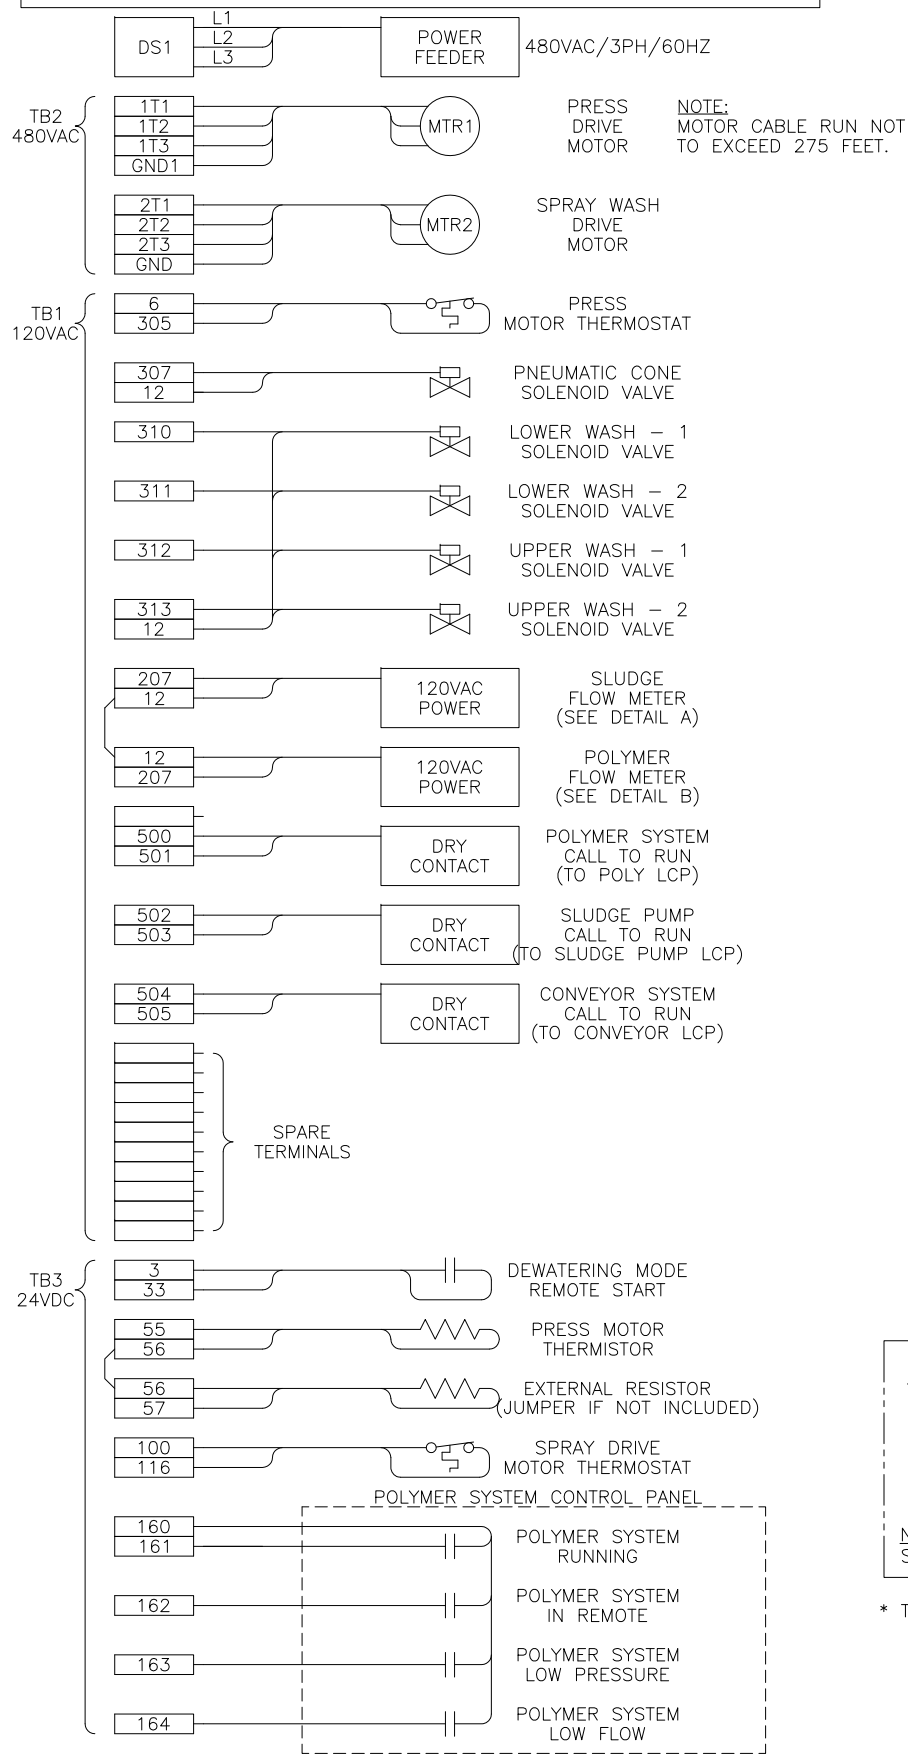 L1
L2
L3
DS1
POWER
FEEDER
480VAC/3PH/60HZ
TB2
480VAC
1T1
1T2
1T3
GND1
MTR1
PRESS
DRIVE
MOTOR
NOTE:
MOTOR CABLE RUN NOT
TO EXCEED 275 FEET.
2T1
2T2
2T3
GND
MTR2
SPRAY WASH
DRIVE
MOTOR
TB1
120VAC
6
305
PRESS
MOTOR THERMOSTAT
307
12
PNEUMATIC CONE
SOLENOID VALVE
310
LOWER WASH – 1
SOLENOID VALVE
311
LOWER WASH – 2
SOLENOID VALVE
312
UPPER WASH – 1
SOLENOID VALVE
313
12
UPPER WASH – 2
SOLENOID VALVE
207
12
120VAC
POWER
SLUDGE
FLOW METER
(SEE DETAIL A)
12
207
120VAC
POWER
POLYMER
FLOW METER
(SEE DETAIL B)
500
501
DRY
CONTACT
POLYMER SYSTEM
CALL TO RUN
(TO POLY LCP)
502
503
DRY
CONTACT
SLUDGE PUMP
CALL TO RUN
(TO SLUDGE PUMP LCP)
504
505
DRY
CONTACT
CONVEYOR SYSTEM
CALL TO RUN
(TO CONVEYOR LCP)
SPARE
TERMINALS
TB3
24VDC
3
33
DEWATERING MODE
REMOTE START
55
56
PRESS MOTOR
THERMISTOR
56
57
EXTERNAL RESISTOR
(JUMPER IF NOT INCLUDED)
100
116
SPRAY DRIVE
MOTOR THERMOSTAT
POLYMER SYSTEM CONTROL PANEL
160
161
POLYMER SYSTEM
RUNNING
162
POLYMER SYSTEM
IN REMOTE
163
POLYMER SYSTEM
LOW PRESSURE
164
POLYMER SYSTEM
LOW FLOW
* T